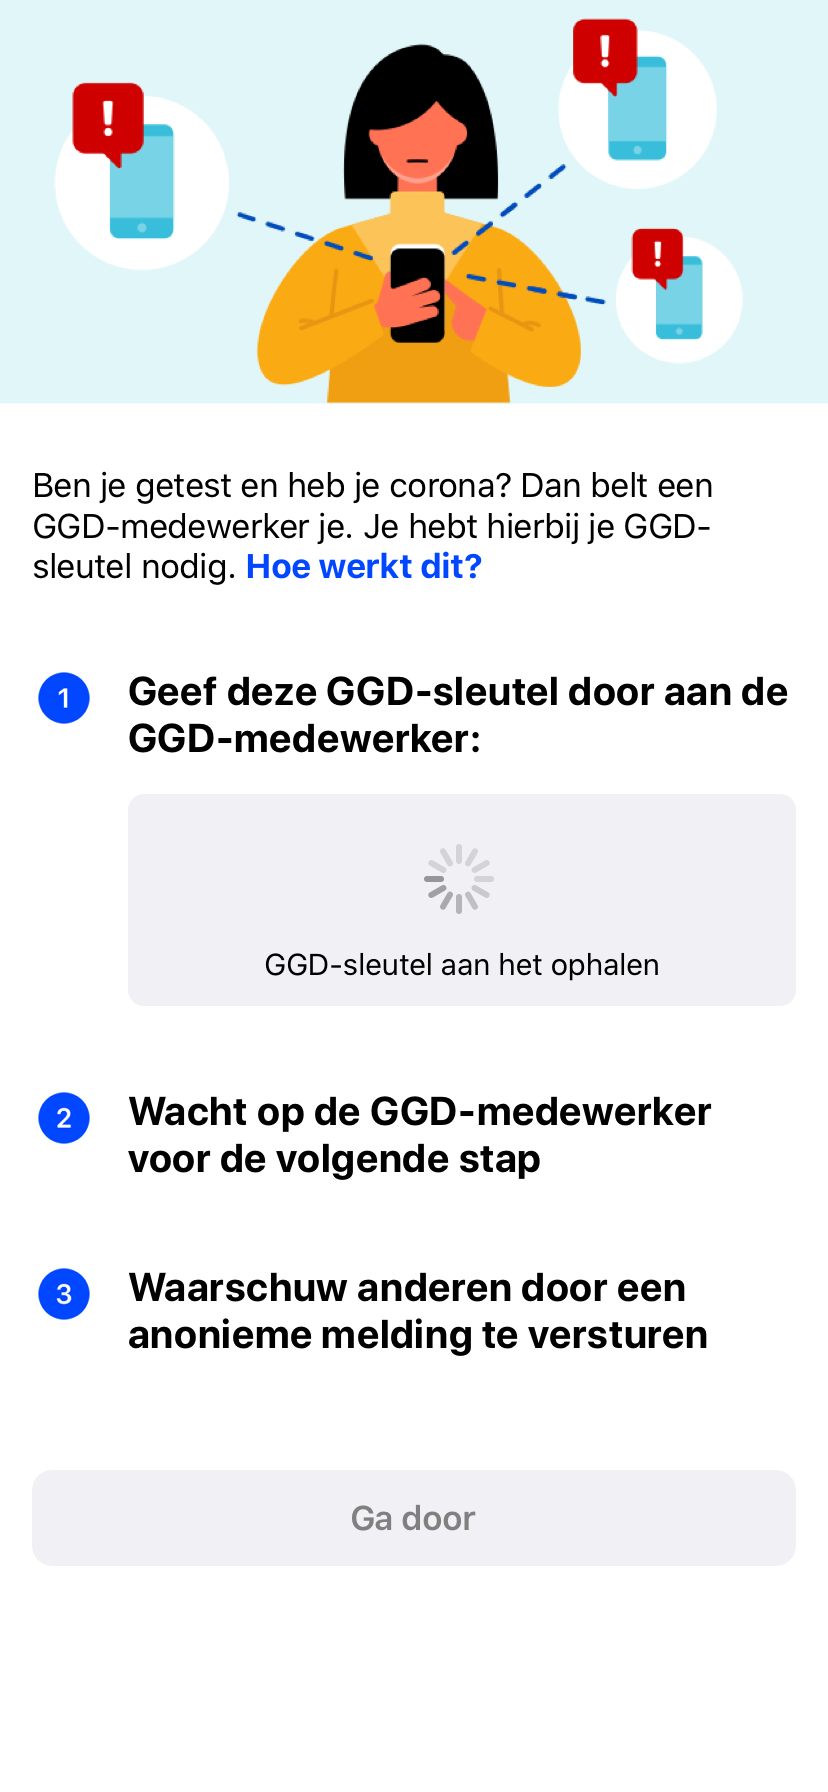 !
!
!
Ben je getest en heb je corona? Dan belt een
GGD-medewerker je. Je hebt hierbij je GGD-
sleutel nodig. Hoe werkt dit?
1 Geef deze GGD-sleutel door aan de
GGD-medewerker:
GGD-sleutel aan het ophalen
2 Wacht op de GGD-medewerker
voor de volgende stap
3 Waarschuw anderen door een
anonieme melding te versturen
Ga door